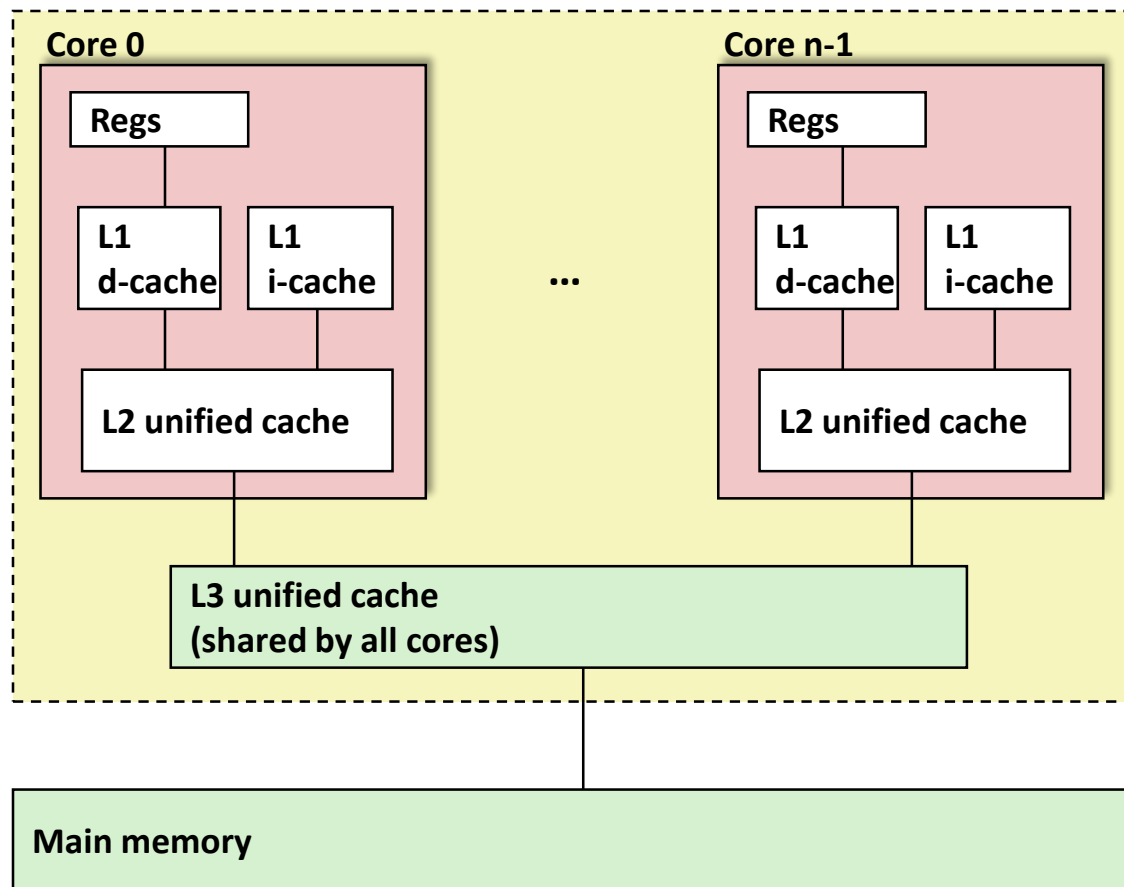 Core 0
Regs
L1
d-cache
L1
i-cache
L2 unified cache
...
Core n-1
Regs
L1
d-cache
L1
i-cache
L2 unified cache
L3 unified cache
(shared by all cores)
Main memory